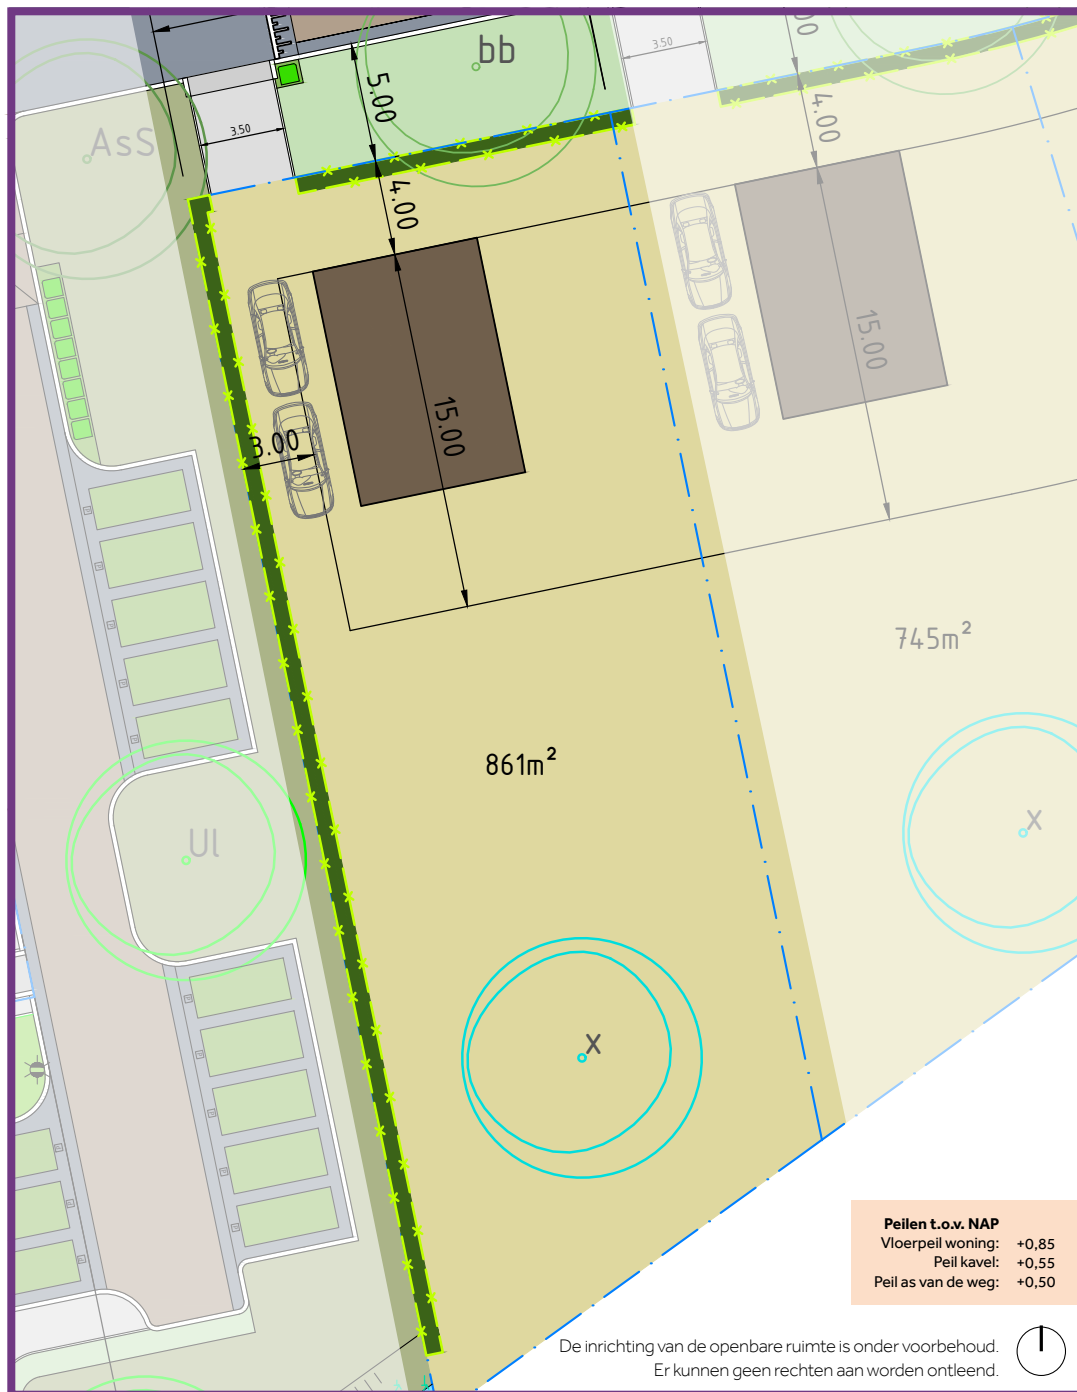 bb
5.00
3.50
3.50
00
4.00
AsS
4.00
15.00
15.00
3.00
745m²
861m²
x
Ul
x
Peilen t.o.v. NAP
Vloerpeil woning: +0,85
Peil kavel: +0,55
Peil as van de weg: +0,50
De inrichting van de openbare ruimte is onder voorbehoud.
Er kunnen geen rechten aan worden ontleend.